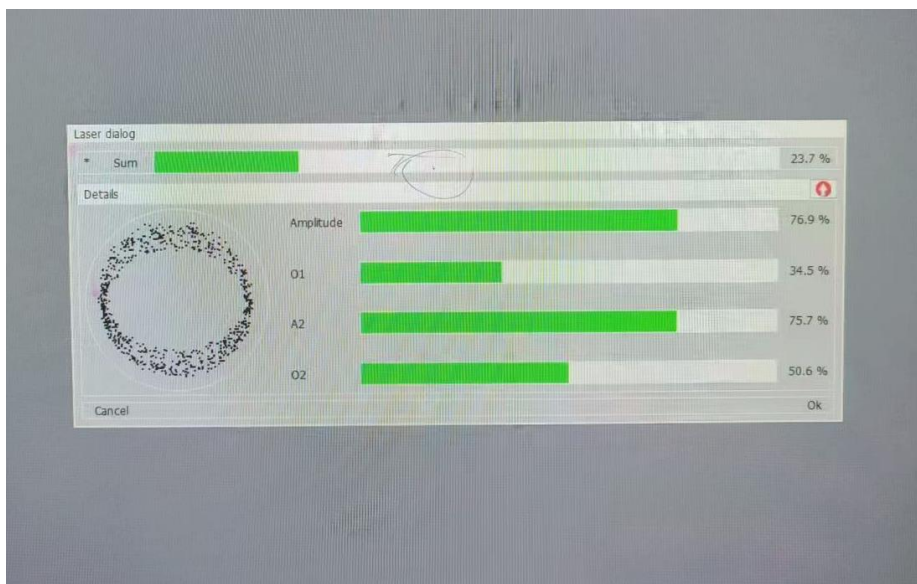 Laser dialog
* Sum 23.7 %
Details
Amplitude 76.9 %
O1 34.5 %
A2 75.7 %
O2 50.6 %
Cancel Ok